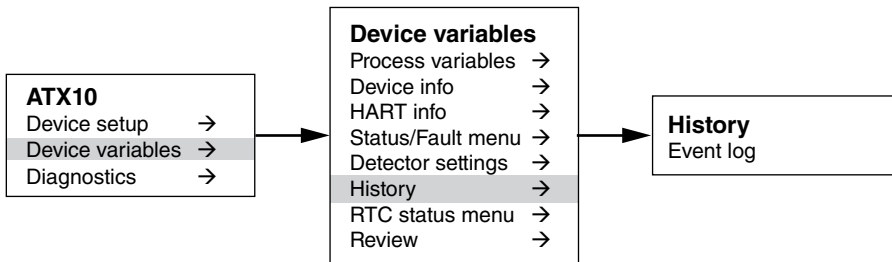 ATX10
Device setup →
Device variables →
Diagnostics →
Device variables
Process variables →
Device info →
HART info →
Status/Fault menu →
Detector settings →
History →
RTC status menu →
Review →
History
Event log